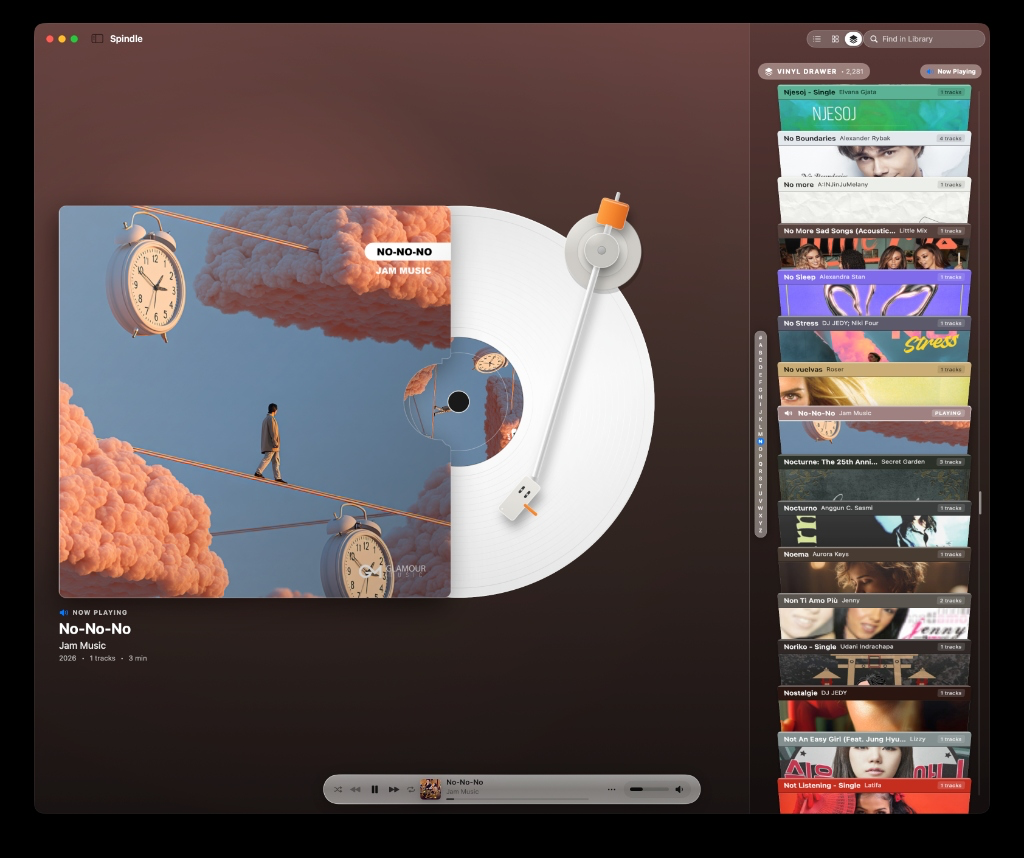 Spindle
Find in Library
VINYL DRAWER • 2,281
Now Playing
Njesoj - Single Elvana Gjata 1 tracks
NJESOJ
No Boundaries Alexander Rybak 4 tracks
No more A:INJinJuMelany 1 tracks
No More Sad Songs (Acoustic... Little Mix 1 tracks
No Sleep Alexandra Stan 1 tracks
No Stress DJ JEDY; Niki Four 1 tracks
Stress
No vuelvas Roser 1 tracks
No-No-No Jam Music PLAYING
Nocturne: The 25th Anni... Secret Garden 3 tracks
Nocturno Anggun C. Sasmi 1 tracks
Noema Aurora Keys 1 tracks
Non Ti Amo Più Jenny 2 tracks
Jenny
Noriko - Single Udani Indrachapa 1 tracks
Nostalgie DJ JEDY 1 tracks
Not An Easy Girl (Feat. Jung Hyu... Lizzy 1 tracks
Not Listening - Single Latifa 1 tracks
#
A
B
C
D
E
F
G
H
I
J
K
L
M
N
O
P
Q
R
S
T
U
V
W
X
Y
Z
NO-NO-NO
JAM MUSIC
GLAMOUR
MUSIC
NOW PLAYING
No-No-No
Jam Music
2026 • 1 tracks • 3 min
No-No-No
Jam Music